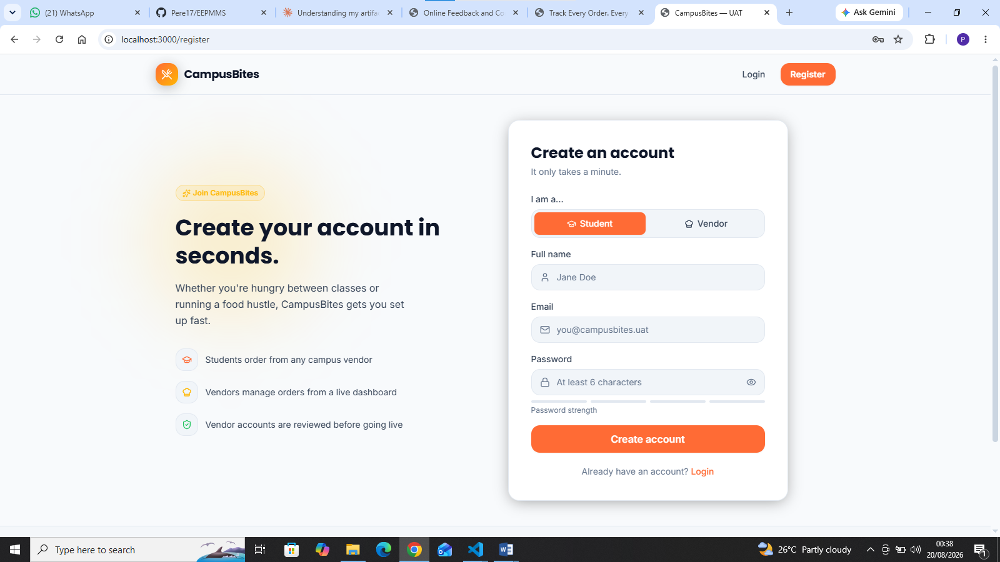 (21) WhatsApp
Pere17/EEPMMS
Understanding my artifa
Online Feedback and Co
Track Every Order. Every
CampusBites — UAT
Ask Gemini
localhost:3000/register
P
CampusBites
Login
Register
Join CampusBites
Create your account in
seconds.
Whether you're hungry between classes or
running a food hustle, CampusBites gets you set
up fast.
Students order from any campus vendor
Vendors manage orders from a live dashboard
Vendor accounts are reviewed before going live
Create an account
It only takes a minute.
I am a...
Student
Vendor
Full name
Jane Doe
Email
you@campusbites.uat
Password
At least 6 characters
Password strength
Create account
Already have an account? Login
Type here to search
26°C Partly cloudy
00:38
20/08/2026
1